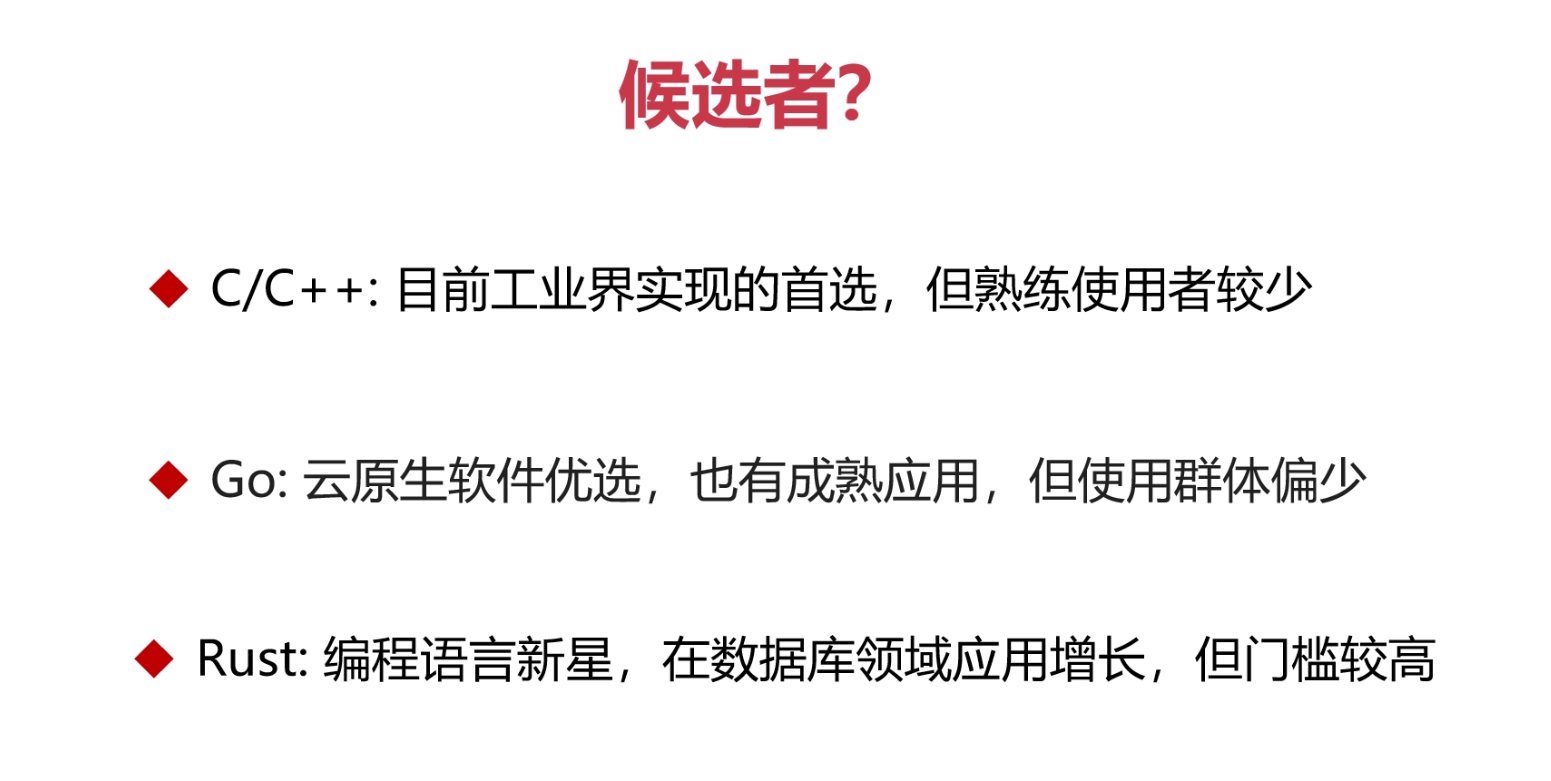 候选者？
◆ C/C++: 目前工业界实现的首选，但熟练使用者较少
◆ Go: 云原生软件优选，也有成熟应用，但使用群体偏少
◆ Rust: 编程语言新星，在数据库领域应用增长，但门槛较高